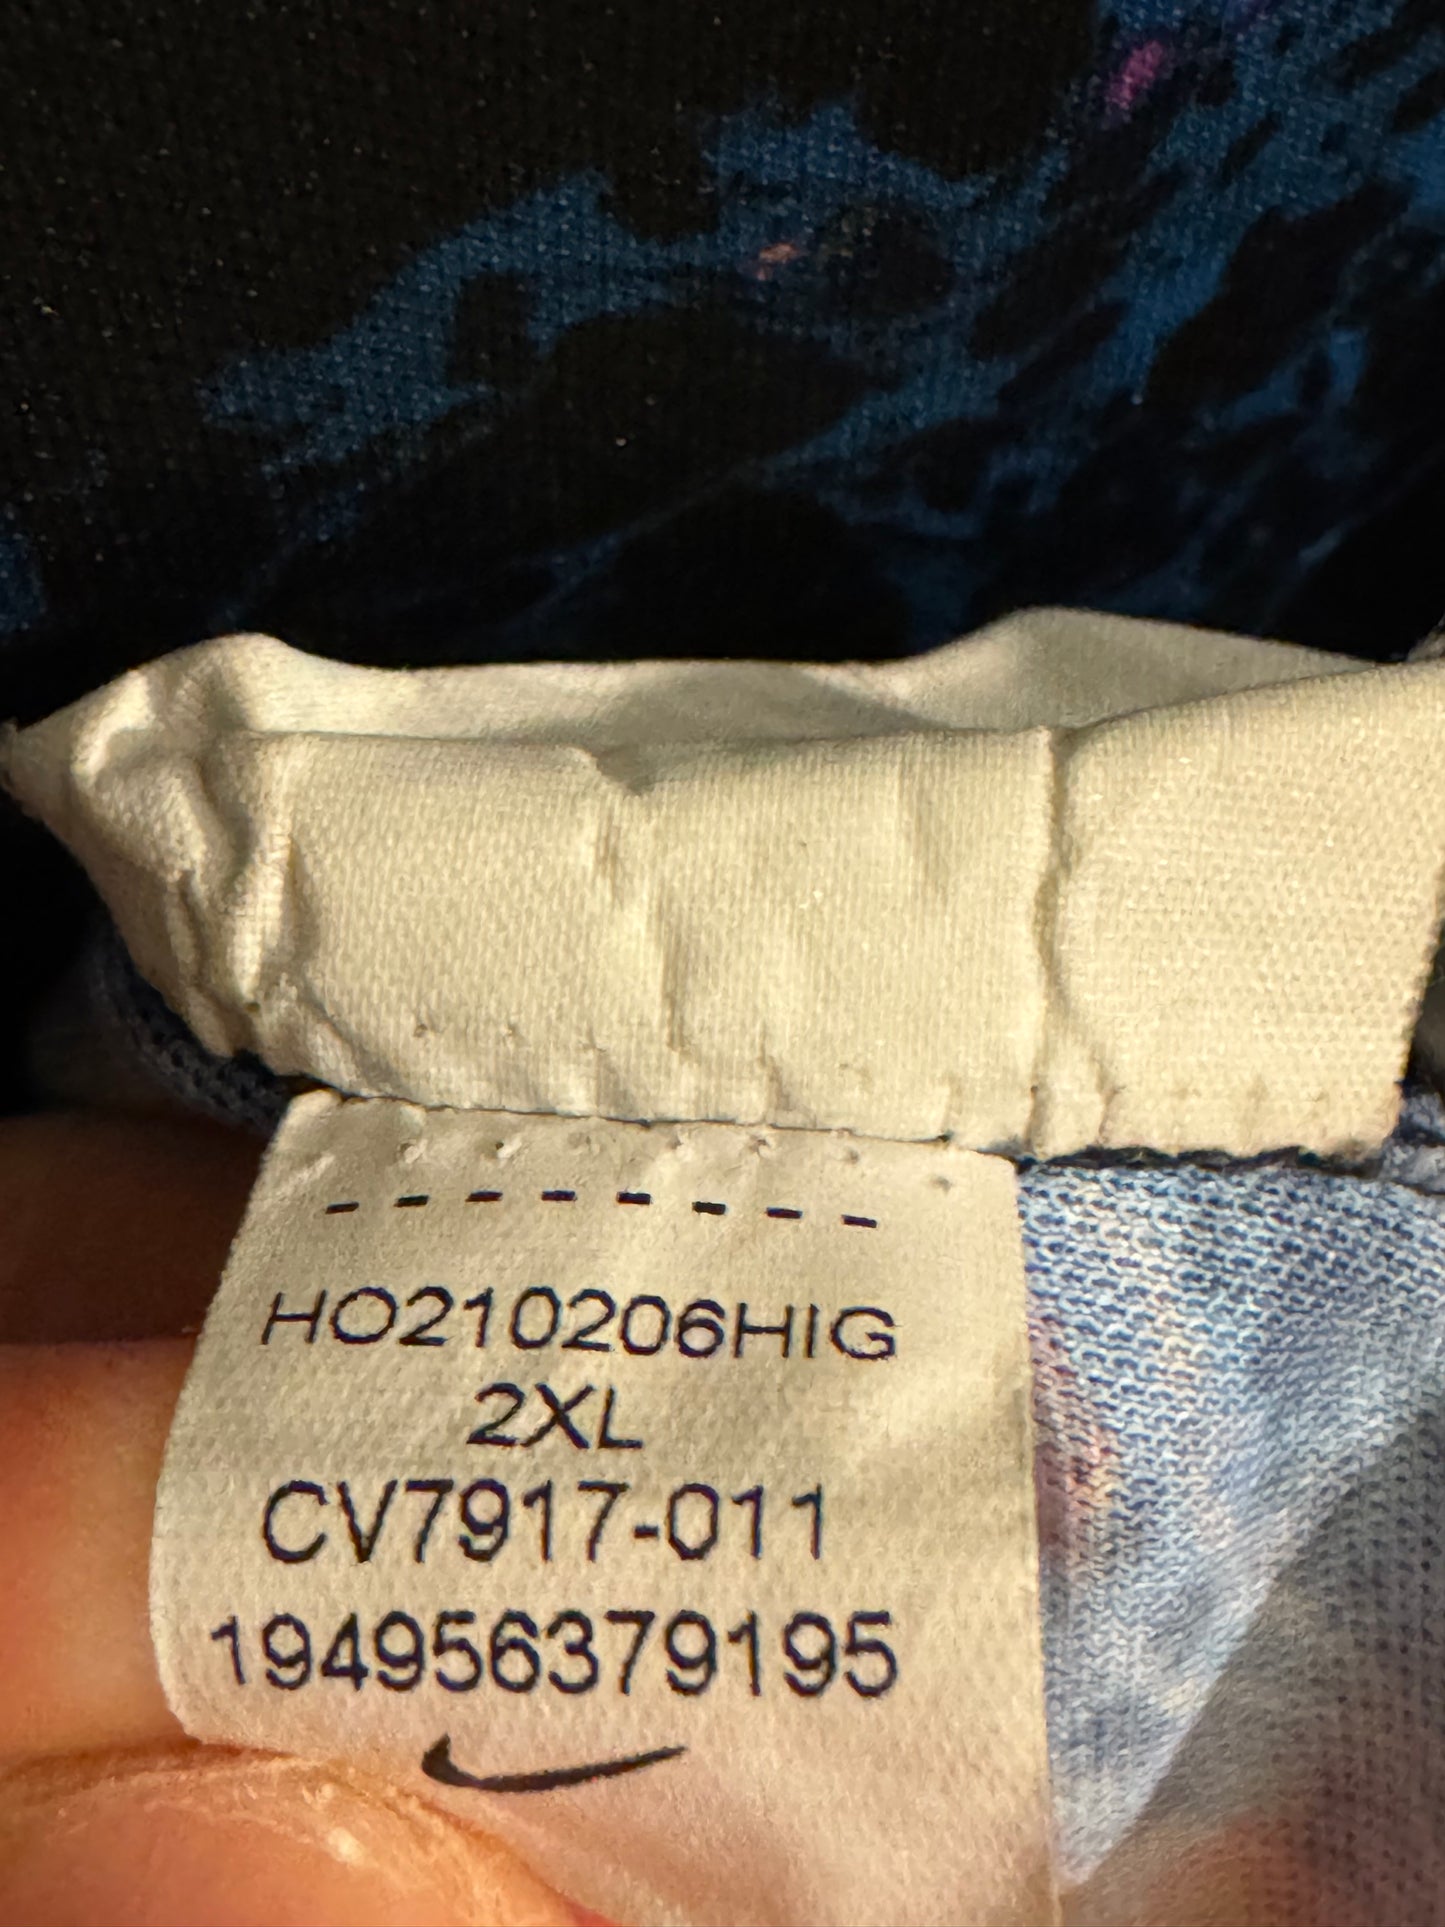 --------
HO210206HIG
2XL
CV7917-011
194956379195